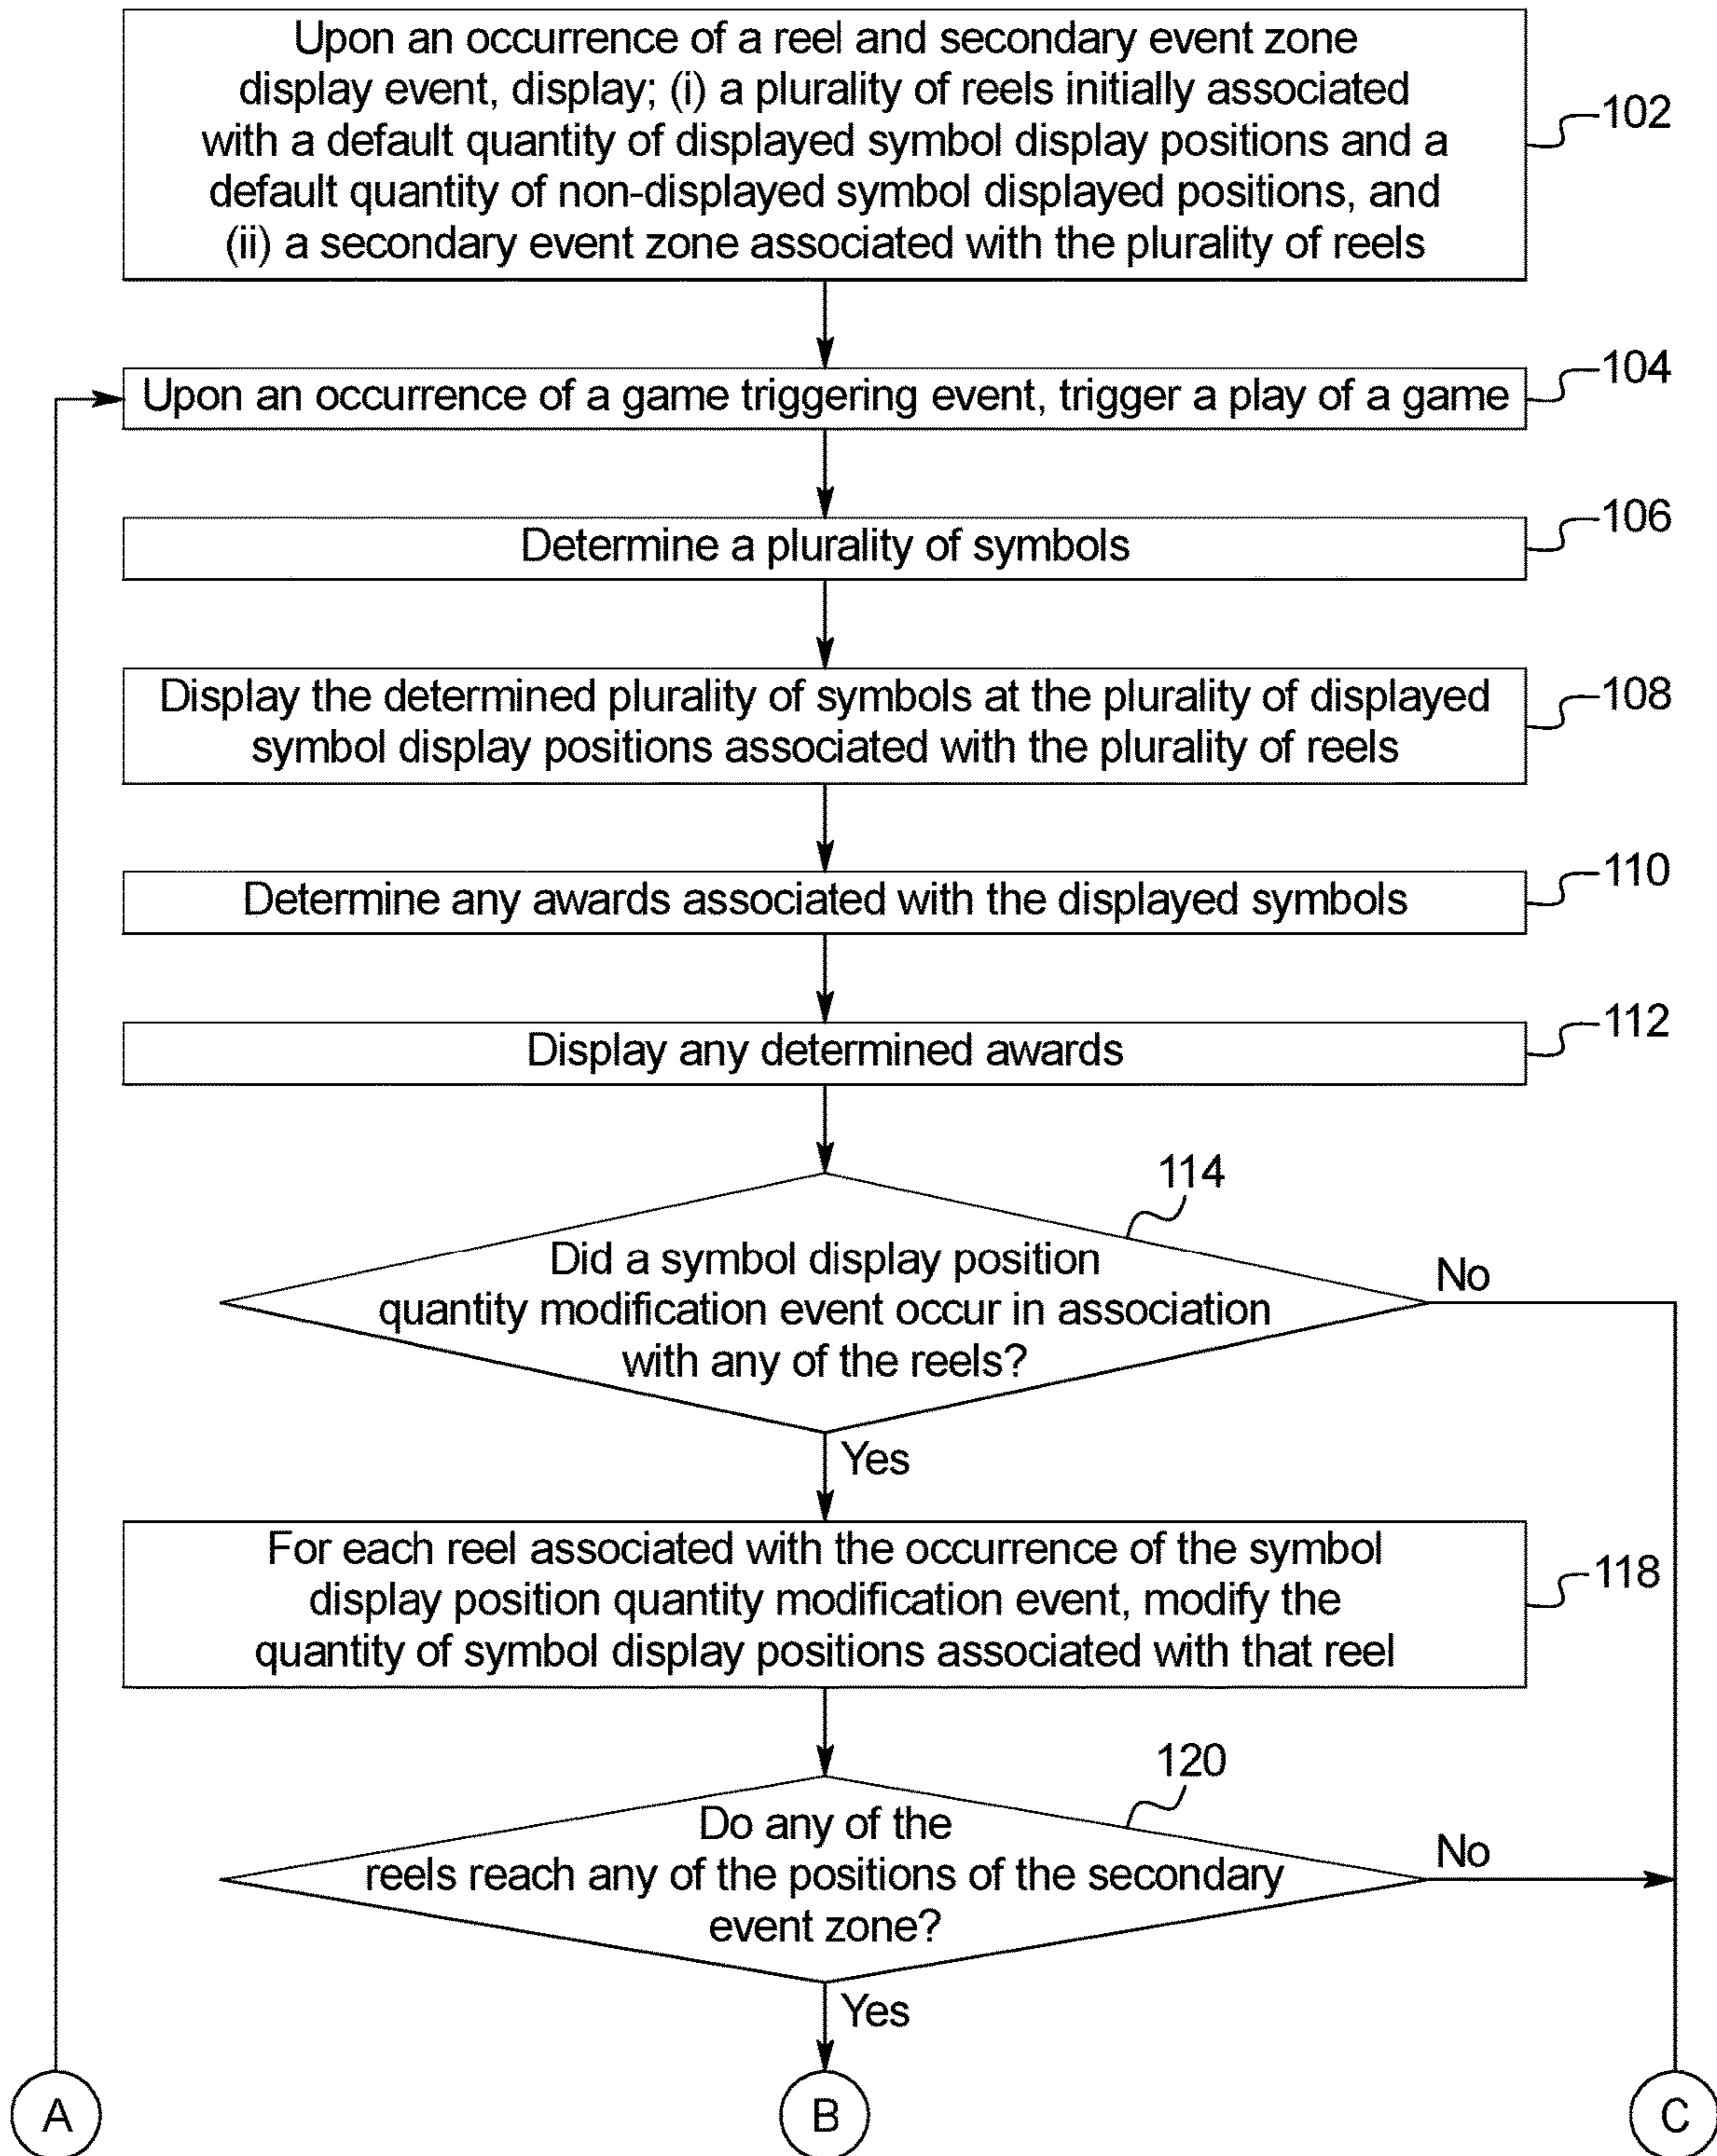 Upon an occurrence of a reel and secondary event zone
display event, display; (i) a plurality of reels initially associated
with a default quantity of displayed symbol display positions and a
default quantity of non-displayed symbol displayed positions, and
(ii) a secondary event zone associated with the plurality of reels
102
Upon an occurrence of a game triggering event, trigger a play of a game
104
Determine a plurality of symbols
106
Display the determined plurality of symbols at the plurality of displayed
symbol display positions associated with the plurality of reels
108
Determine any awards associated with the displayed symbols
110
Display any determined awards
112
114
Did a symbol display position
quantity modification event occur in association
with any of the reels?
No
Yes
For each reel associated with the occurrence of the symbol
display position quantity modification event, modify the
quantity of symbol display positions associated with that reel
118
120
Do any of the
reels reach any of the positions of the secondary
event zone?
No
Yes
A
B
C